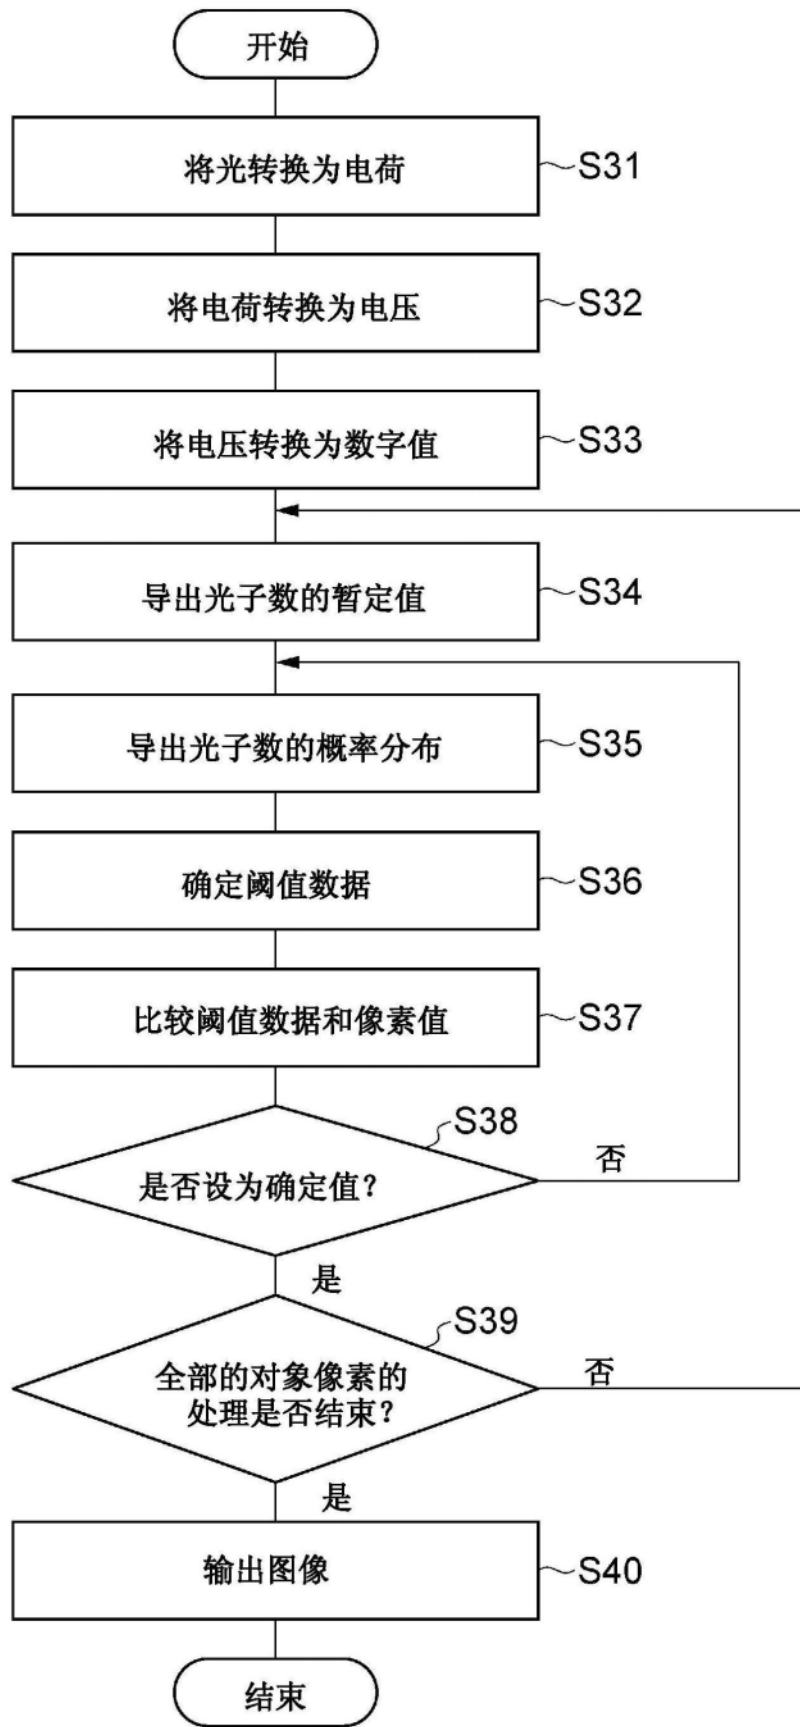 开始
将光转换为电荷
S31
将电荷转换为电压
S32
将电压转换为数字值
S33
导出光子数的暂定值
S34
导出光子数的概率分布
S35
确定阈值数据
S36
比较阈值数据和像素值
S37
S38
是否设为确定值？
否
是
S39
全部的对象像素的
处理是否结束？
否
是
输出图像
S40
结束